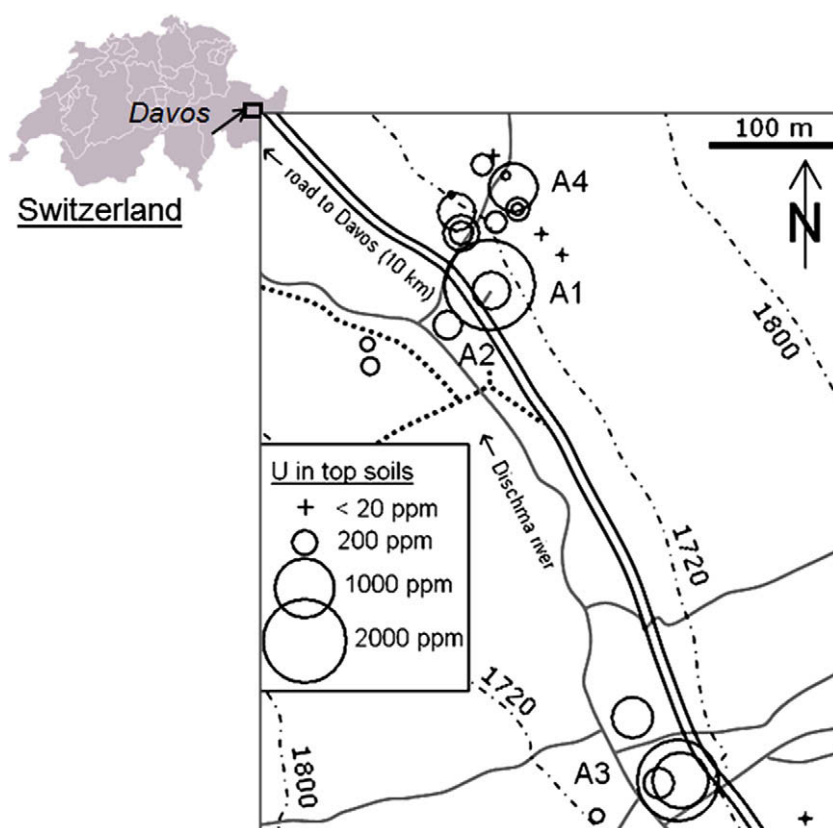 Davos
Switzerland
100 m
N
← road to Davos (10 km)
A4
A1
A2
1800
U in top soils
+ < 20 ppm
200 ppm
1000 ppm
2000 ppm
← Dischma river
1720
1720
1800
A3